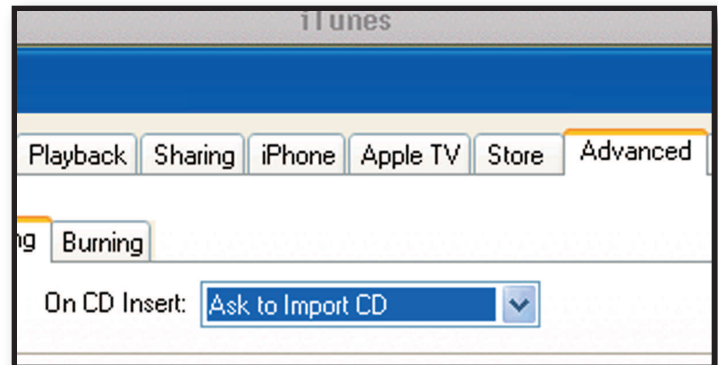 iTunes
Playback Sharing iPhone Apple TV Store Advanced
ng Burning
On CD Insert: Ask to Import CD